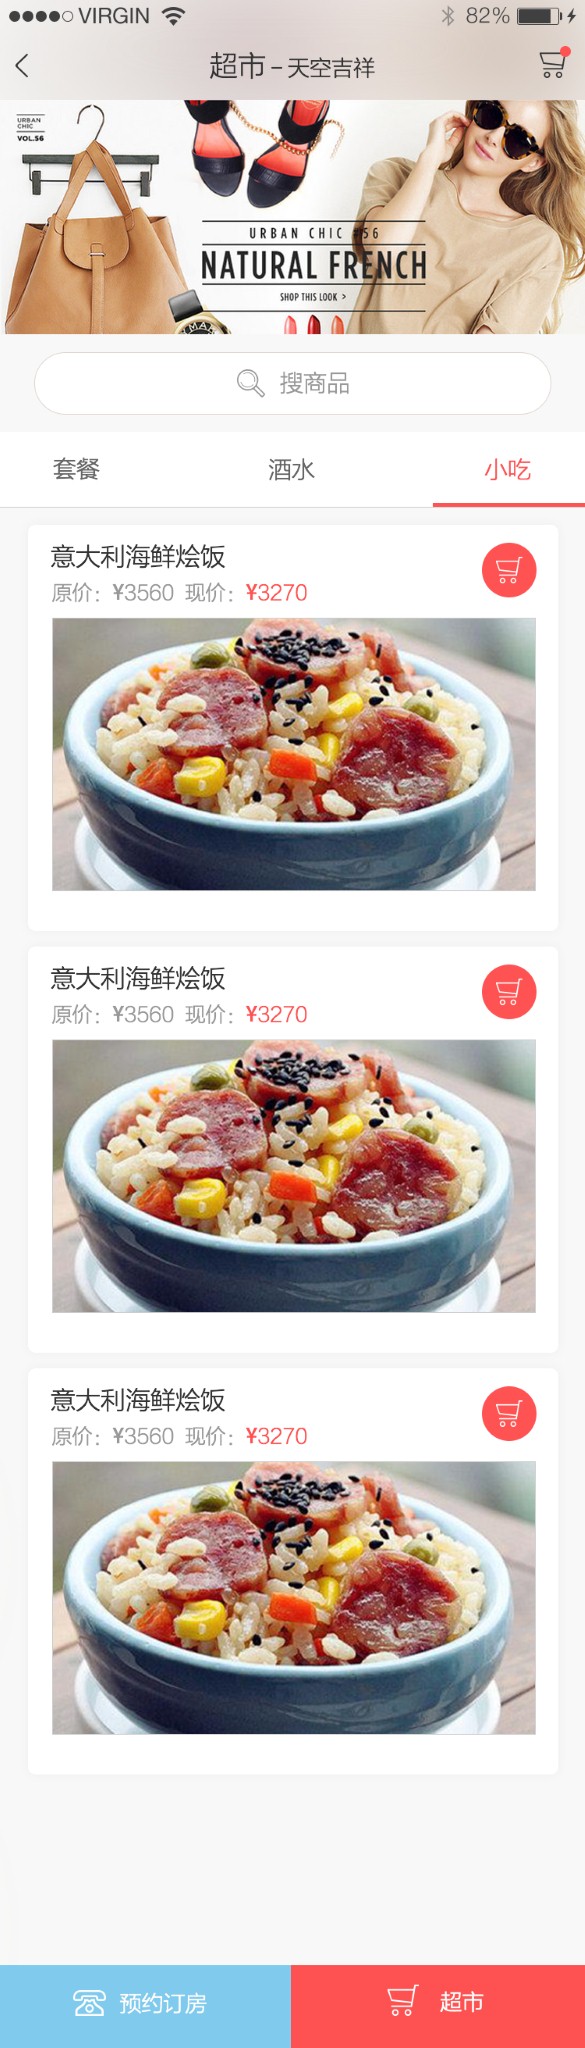 VIRGIN
82%
超市 – 天空吉祥
URBAN
CHIC
VOL.56
URBAN CHIC #56
NATURAL FRENCH
SHOP THIS LOOK >
搜商品
套餐 酒水 小吃
意大利海鲜烩饭
原价：¥3560 现价：¥3270
意大利海鲜烩饭
原价：¥3560 现价：¥3270
意大利海鲜烩饭
原价：¥3560 现价：¥3270
预约订房 超市